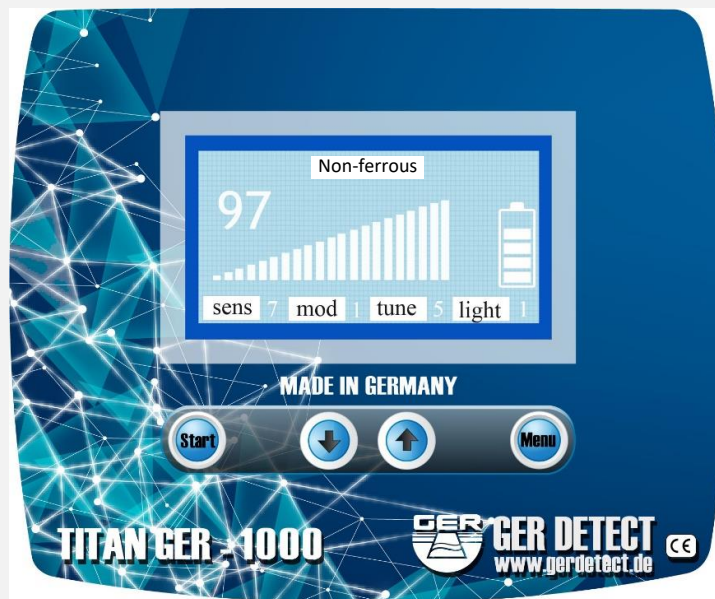 Non-ferrous
97
sens 7 mod 1 tune 5 light 1
MADE IN GERMANY
Start Menu
TITAN GER - 1000
GER
GER DETECT
www.gerdetect.de
CE